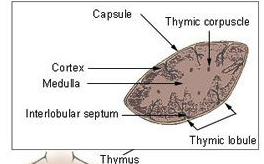 Capsule
Thymic corpuscle
Cortex
Medulla
Interlobular septum
Thymic lobule
Thymus